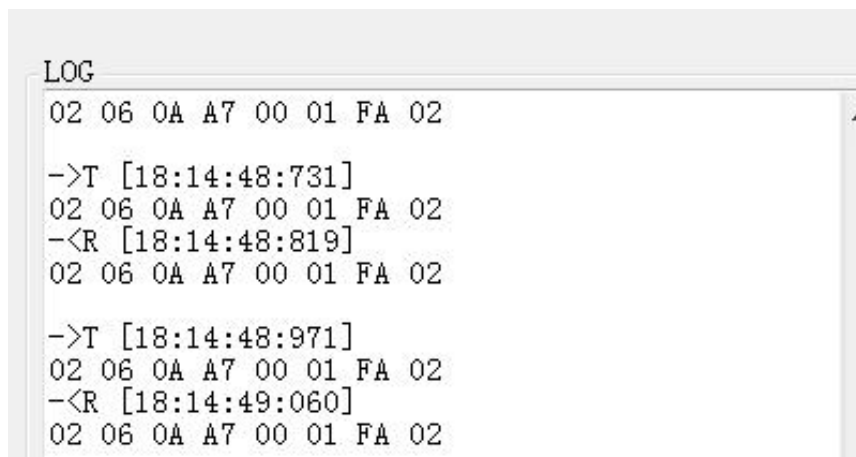 LOG
02 06 0A A7 00 01 FA 02
->T [18:14:48:731]
02 06 0A A7 00 01 FA 02
-<R [18:14:48:819]
02 06 0A A7 00 01 FA 02
->T [18:14:48:971]
02 06 0A A7 00 01 FA 02
-<R [18:14:49:060]
02 06 0A A7 00 01 FA 02